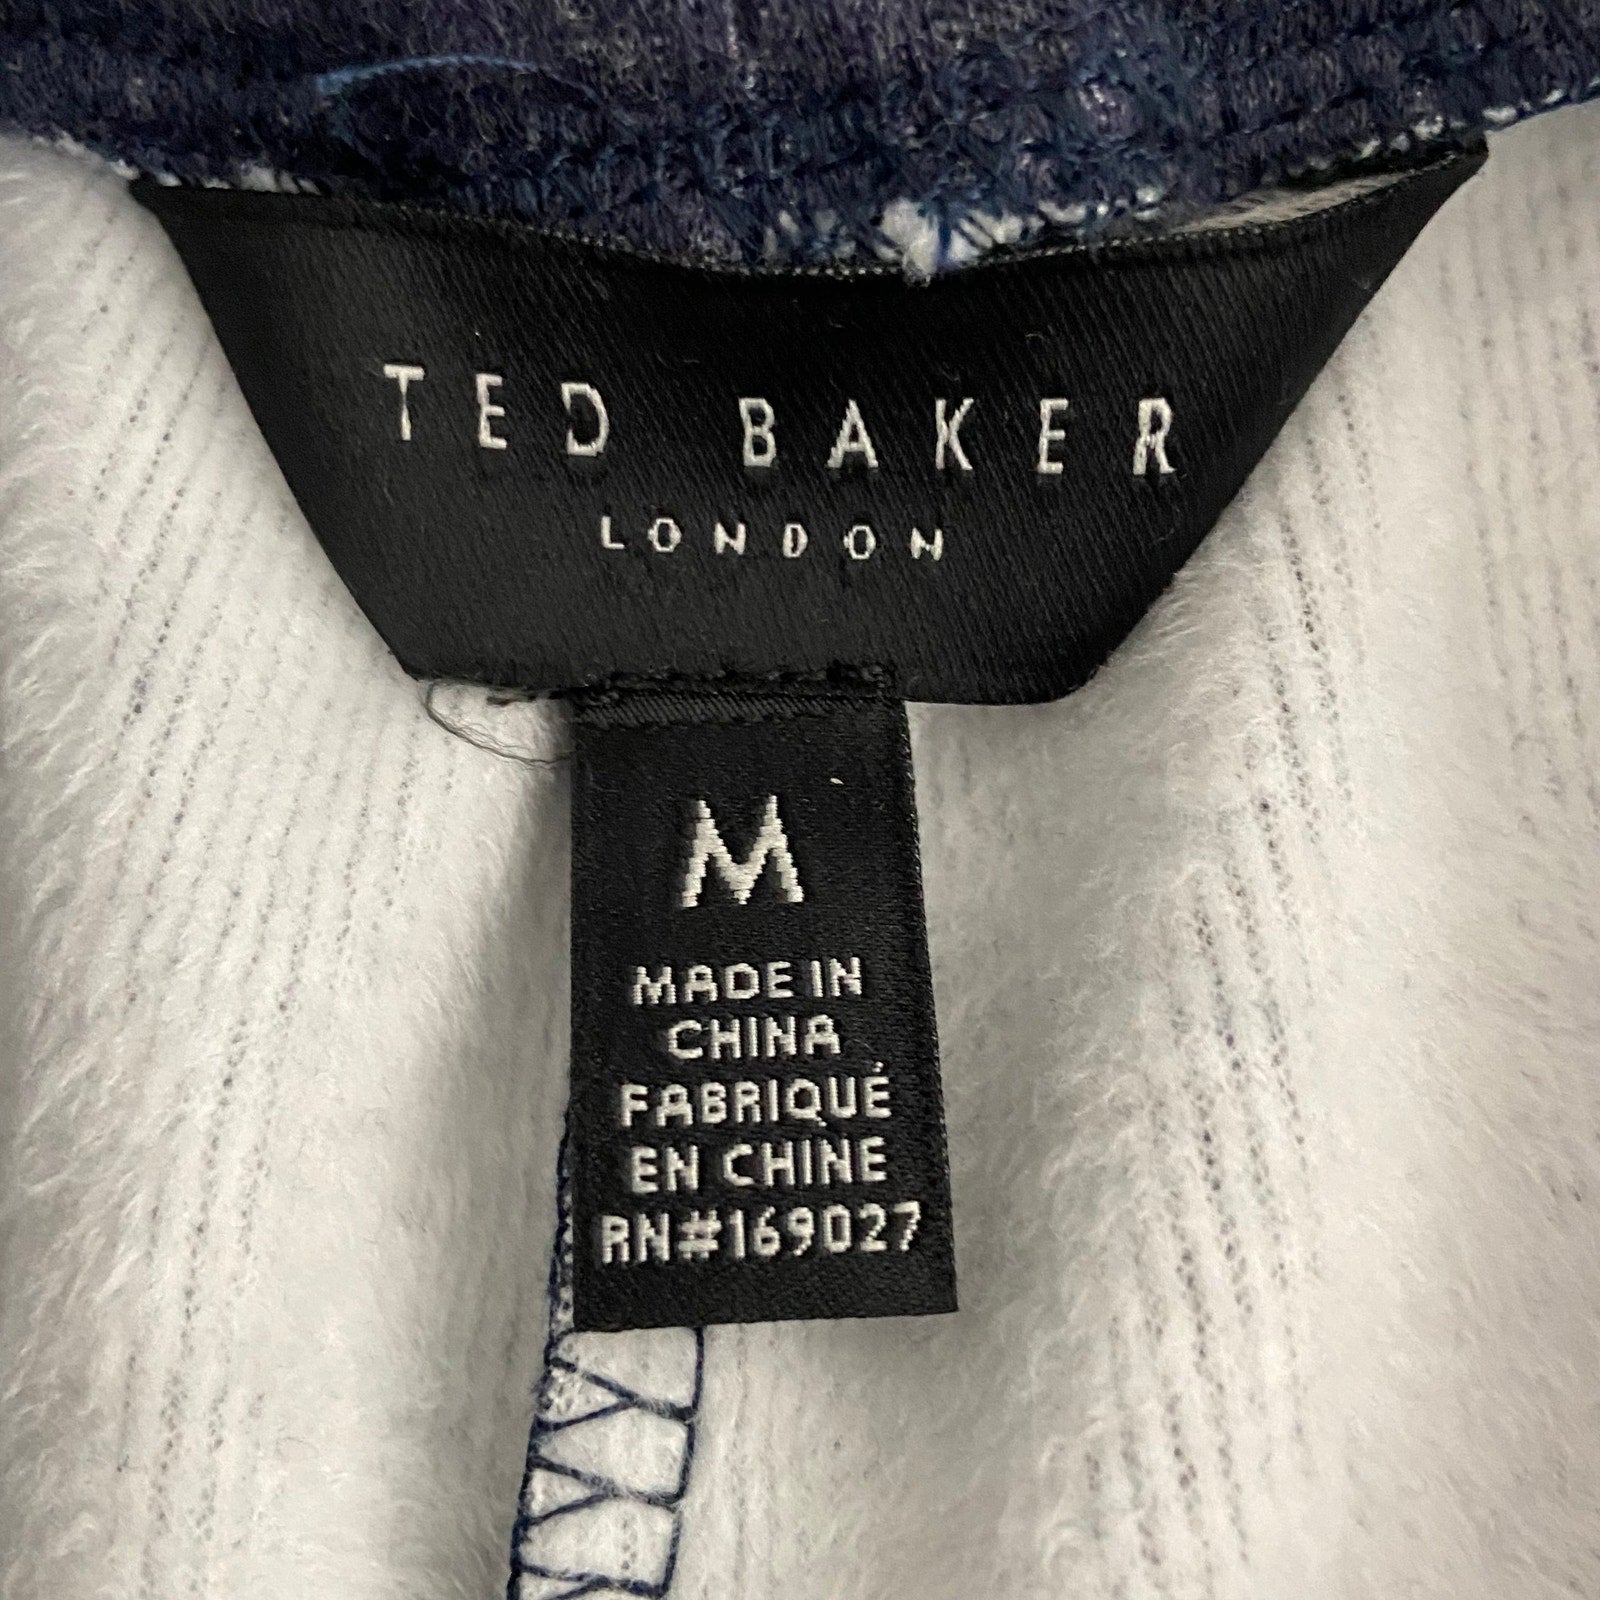 TED BAKER
LONDON
M
MADE IN
CHINA
FABRIQUÉ
EN CHINE
RN#169027